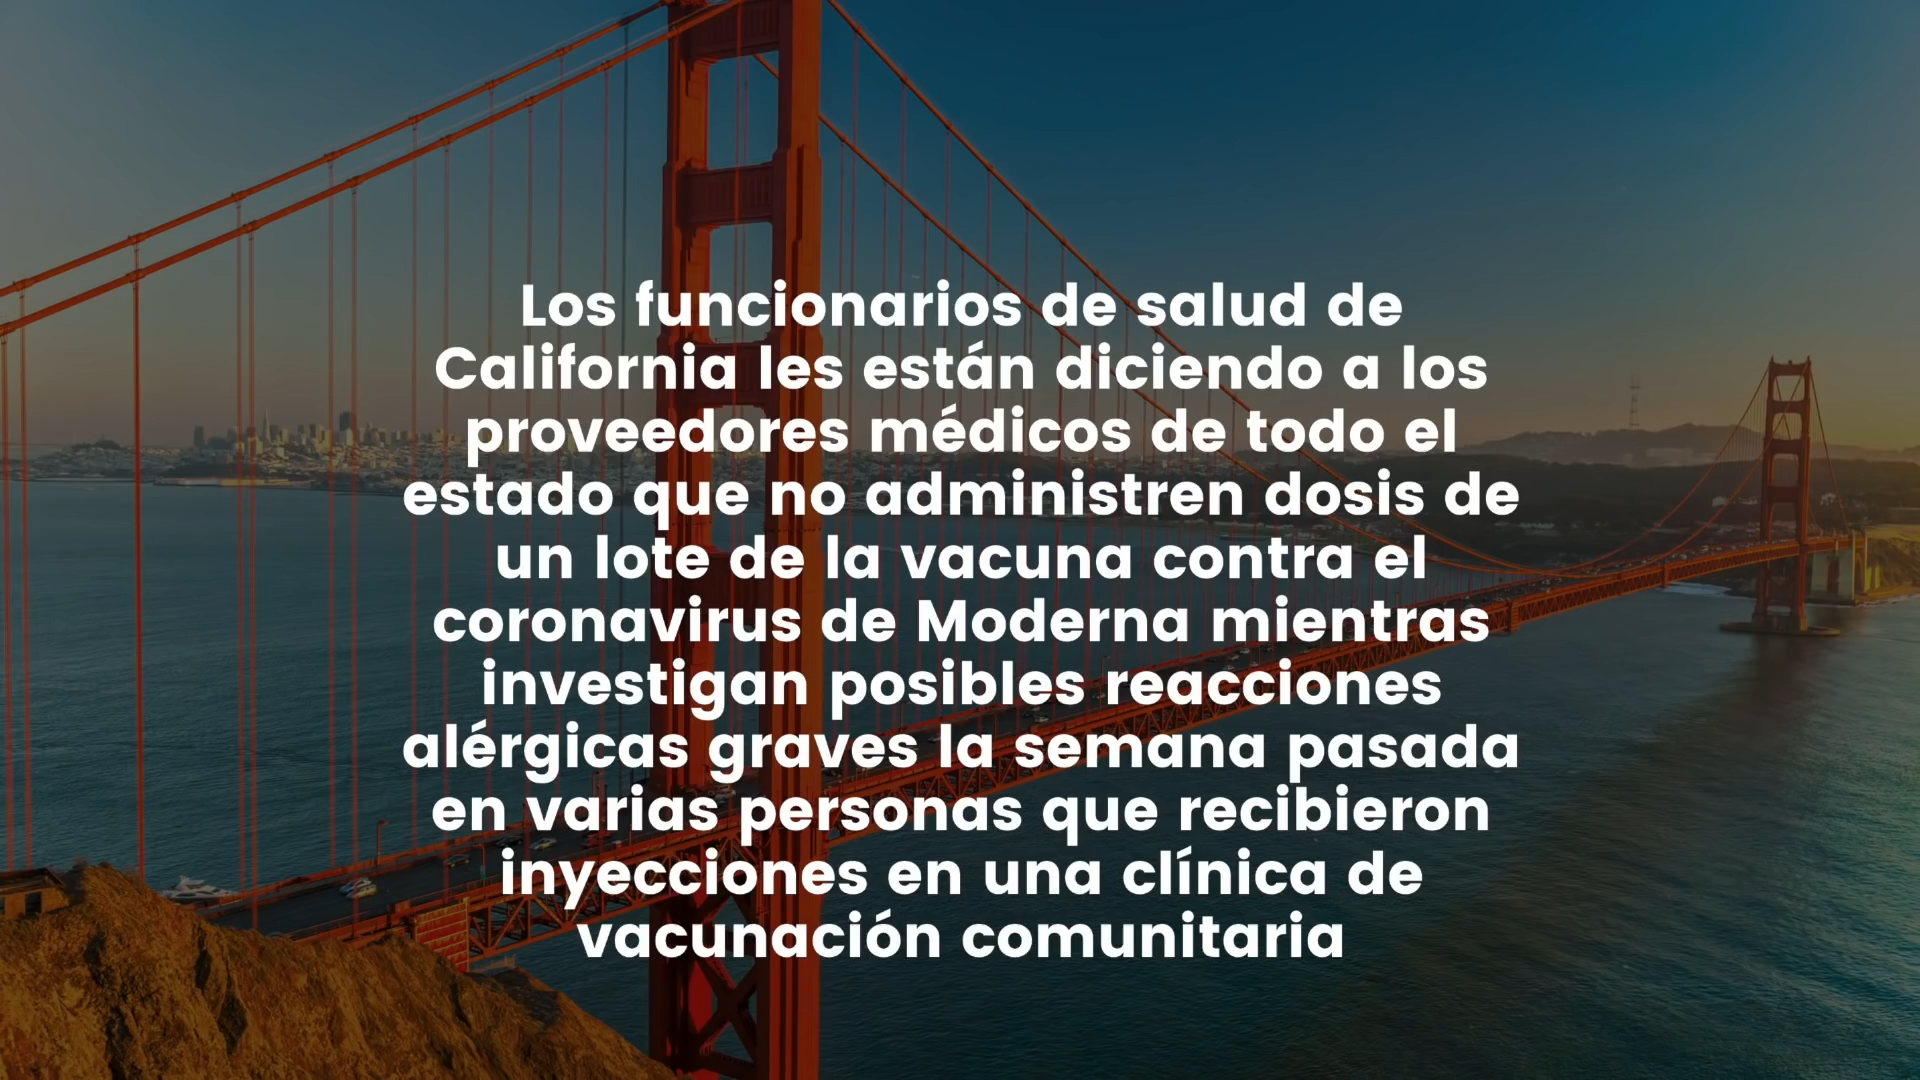 Los funcionarios de salud de
California les están diciendo a los
proveedores médicos de todo el
estado que no administren dosis de
un lote de la vacuna contra el
coronavirus de Moderna mientras
investigan posibles reacciones
alérgicas graves la semana pasada
en varias personas que recibieron
inyecciones en una clínica de
vacunación comunitaria